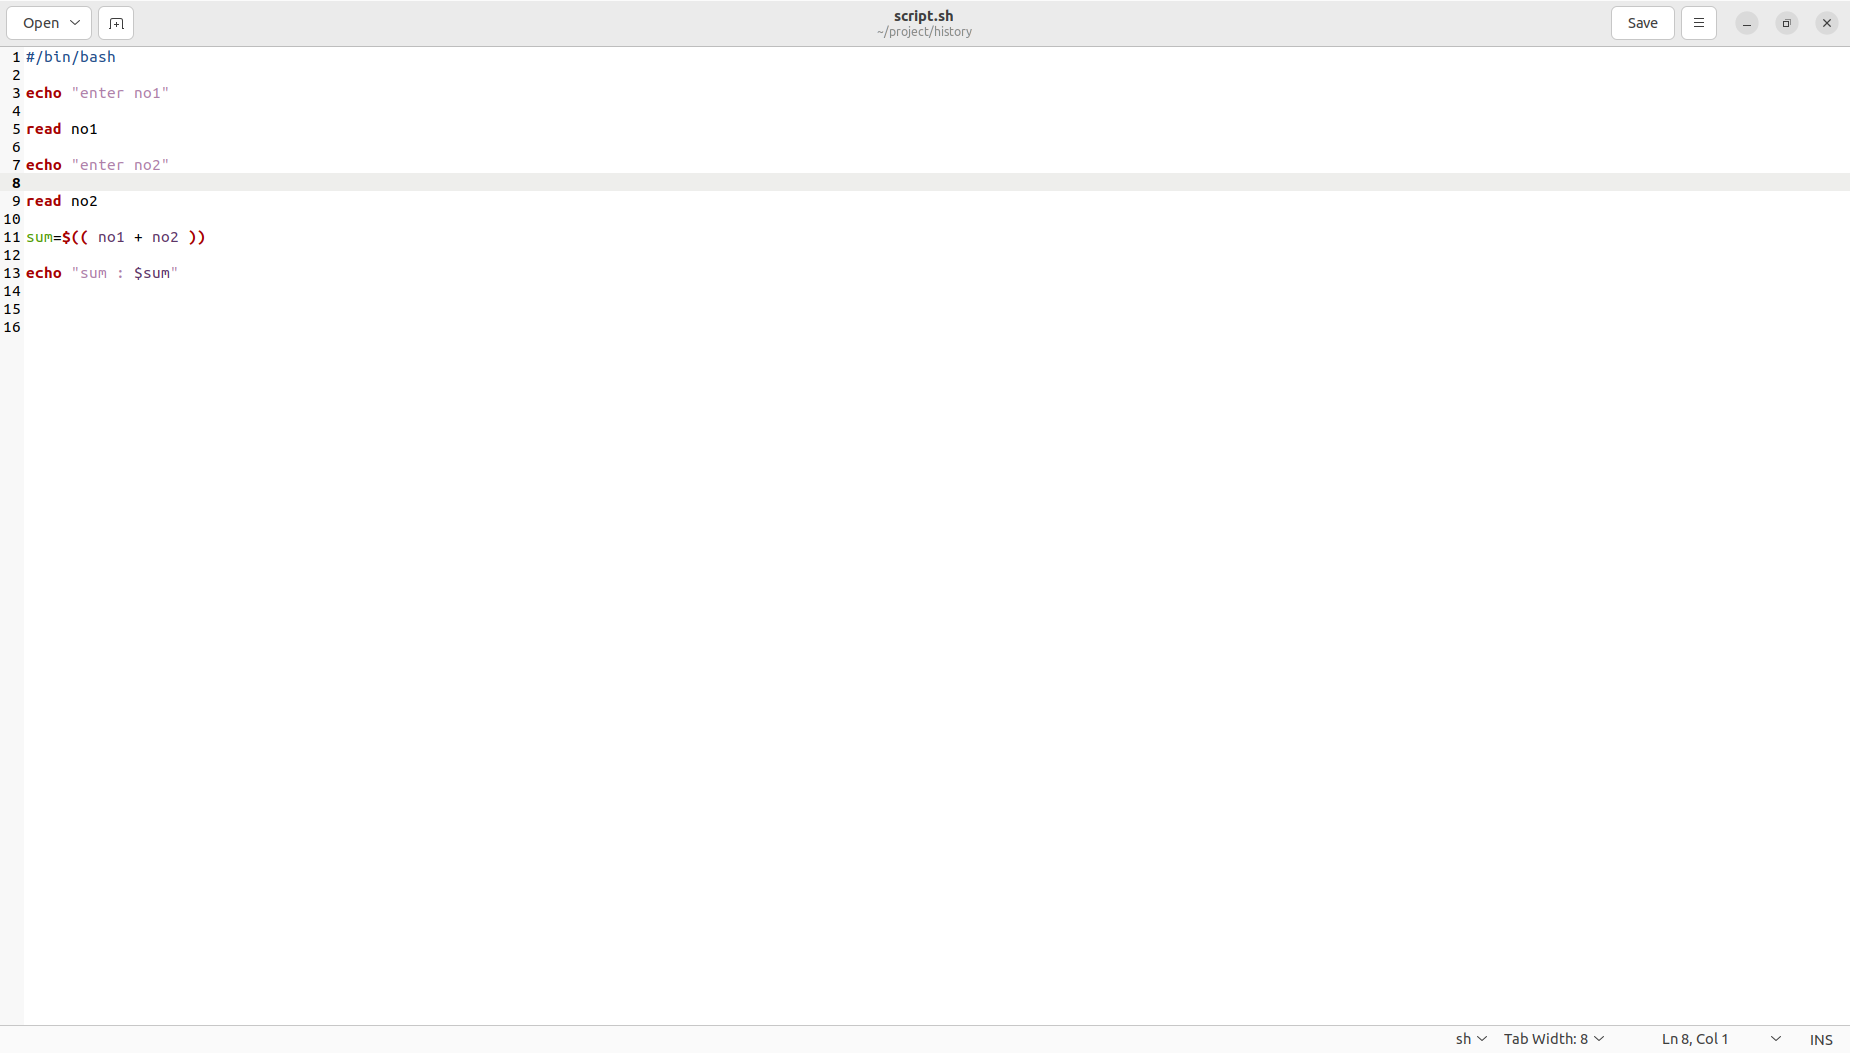 Open
script.sh
~/project/history
Save
1 #/bin/bash
2
3 echo "enter no1"
4
5 read no1
6
7 echo "enter no2"
8
9 read no2
10
11 sum=$(( no1 + no2 ))
12
13 echo "sum : $sum"
14
15
16
sh Tab Width: 8 Ln 8, Col 1 INS